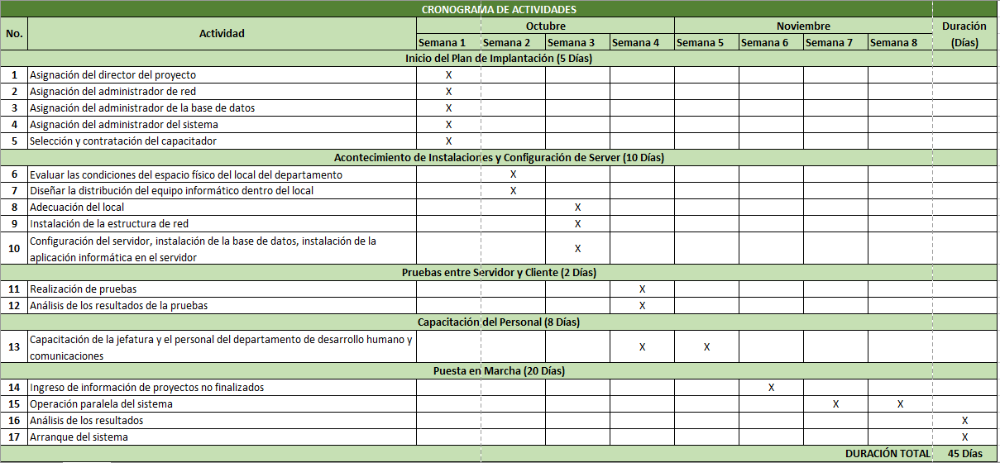 CRONOGRAMA DE ACTIVIDADES
No. Actividad Octubre Noviembre Duración (Días)
Semana 1 Semana 2 Semana 3 Semana 4 Semana 5 Semana 6 Semana 7 Semana 8
Inicio del Plan de Implantación (5 Días)
1 Asignación del director del proyecto X
2 Asignación del administrador de red X
3 Asignación del administrador de la base de datos X
4 Asignación del administrador del sistema X
5 Selección y contratación del capacitador X
Acontecimiento de Instalaciones y Configuración de Server (10 Días)
6 Evaluar las condiciones del espacio físico del local del departamento X
7 Diseñar la distribución del equipo informático dentro del local X
8 Adecuación del local X
9 Instalación de la estructura de red X
10 Configuración del servidor, instalación de la base de datos, instalación de la
aplicación informática en el servidor X
Pruebas entre Servidor y Cliente (2 Días)
11 Realización de pruebas X
12 Análisis de los resultados de la pruebas X
Capacitación del Personal (8 Días)
13 Capacitación de la jefatura y el personal del departamento de desarrollo humano y
comunicaciones X X
Puesta en Marcha (20 Días)
14 Ingreso de información de proyectos no finalizados X
15 Operación paralela del sistema X X
16 Análisis de los resultados X
17 Arranque del sistema X
DURACIÓN TOTAL 45 Días